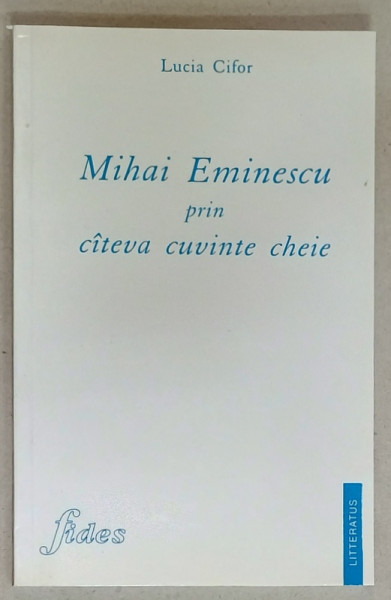 Lucia Cifor
Mihai Eminescu
prin
cîteva cuvinte cheie
fides
LITTERATUS